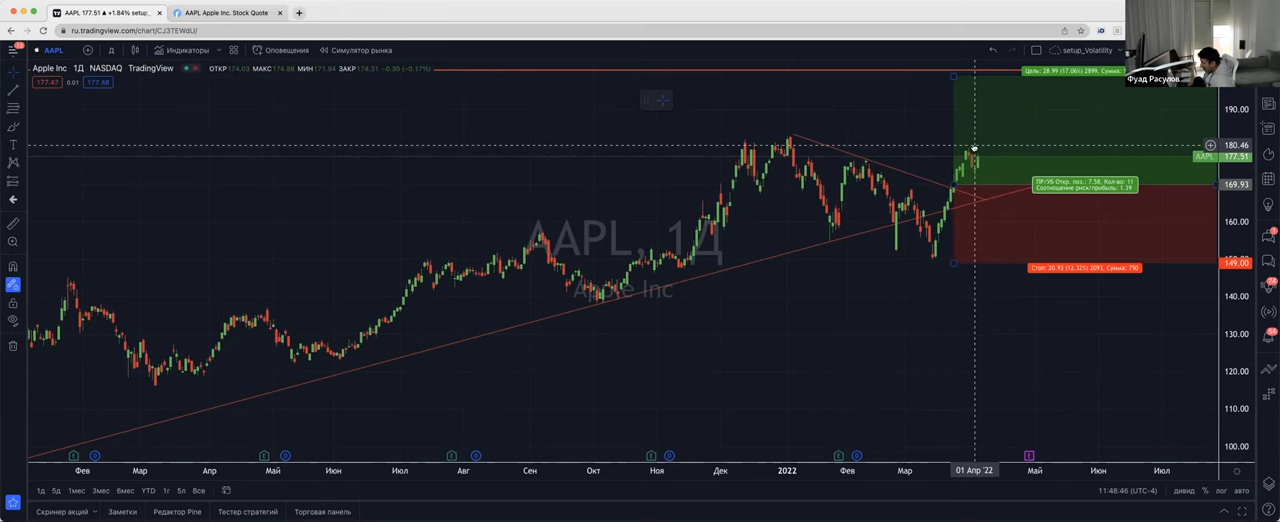 AAPL 177.51 ▲ +1.84% setup_
AAPL Apple Inc. Stock Quote
ru.tradingview.com/chart/CJ3TEWdU/
AAPL
Д
Индикаторы
Оповещения
Симулятор рынка
setup_Volatility
Apple Inc 1Д NASDAQ TradingView
ОТКР 174.03 МАКС 174.88 МИН 171.94 ЗАКР 174.31 −0.30 (−0.17%)
177.47 0.01 177.48
Фуад Расулов
Цель: 28.99 (17.06%) 2899, Сумма:
190.00
180.46
AAPL 177.51
ПР/УБ Откр. поз.: 7.58, Кол-во: 11
Соотношение риск/прибыль: 1.39
169.93
160.00
AAPL, 1Д
Apple Inc
149.00
Стоп: 20.93 (12.32%) 2093, Сумма: 750
140.00
130.00
120.00
110.00
100.00
Фев Мар Апр Май Июн Июл Авг Сен Окт Ноя Дек 2022 Фев Мар 01 Апр '22 Май Июн Июл
1д 5д 1мес 3мес 6мес YTD 1г 5л Все
11:48:46 (UTC-4) дивид % лог авто
Скринер акций Заметки Редактор Pine Тестер стратегий Торговая панель